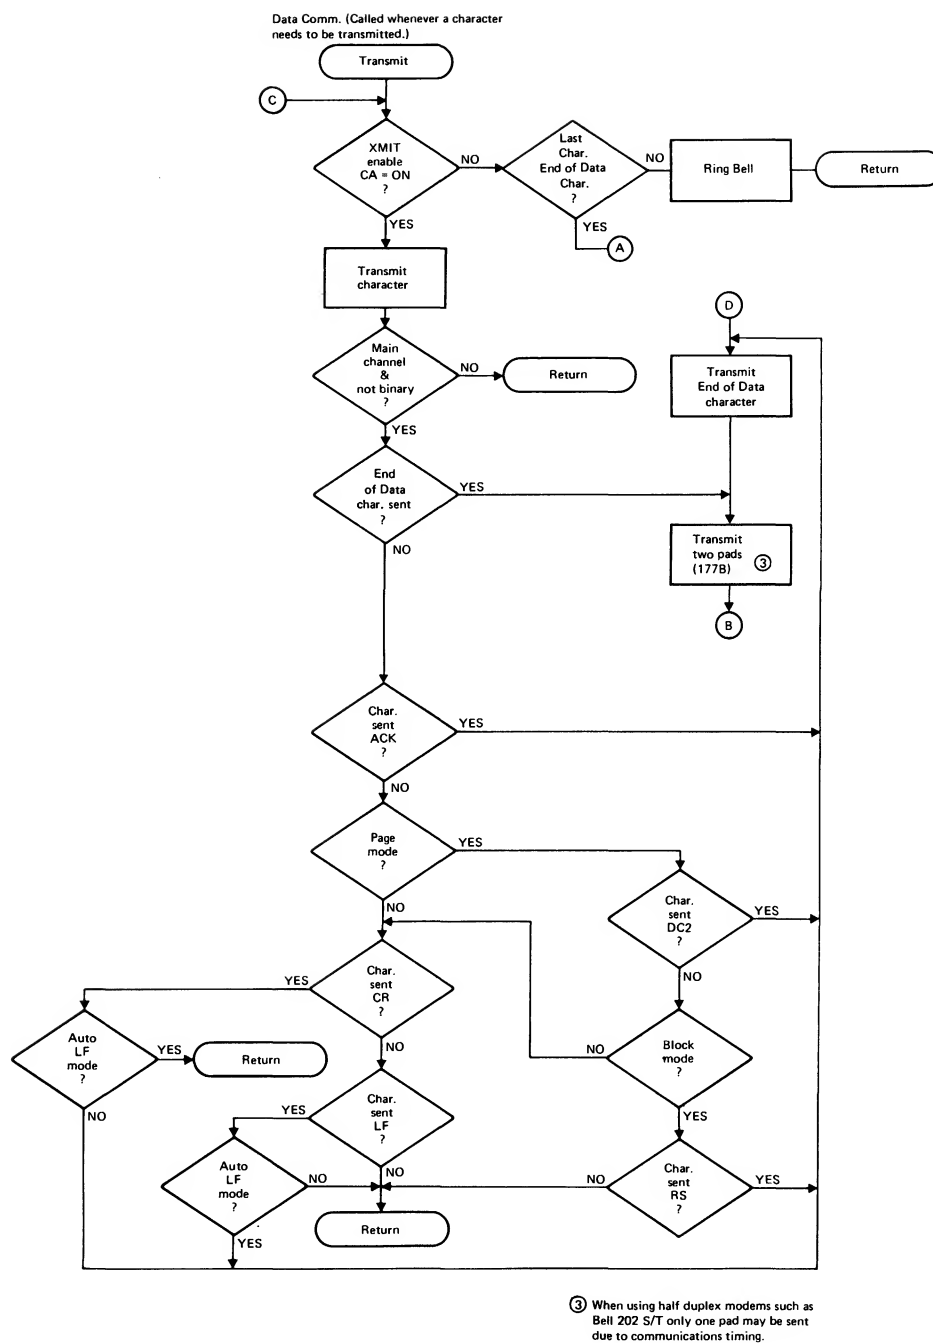 Data Comm. (Called whenever a character
needs to be transmitted.)
Transmit
C
XMIT
enable
CA = ON
?
NO
Last
Char.
End of Data
Char.
?
NO
Ring Bell
Return
YES
YES
A
Transmit
character
D
Main
channel
&
not binary
?
NO
Return
Transmit
End of Data
character
YES
End
of Data
char. sent
?
YES
NO
Transmit
two pads
(177B)
3
B
Char.
sent
ACK
?
YES
NO
Page
mode
?
YES
NO
Char.
sent
DC2
?
YES
NO
Char.
sent
CR
?
YES
NO
Auto
LF
mode
?
YES
Return
NO
Block
mode
?
NO
YES
Char.
sent
LF
?
YES
NO
Auto
LF
mode
?
NO
YES
Return
Char.
sent
RS
?
NO
YES
3 When using half duplex modems such as
Bell 202 S/T only one pad may be sent
due to communications timing.